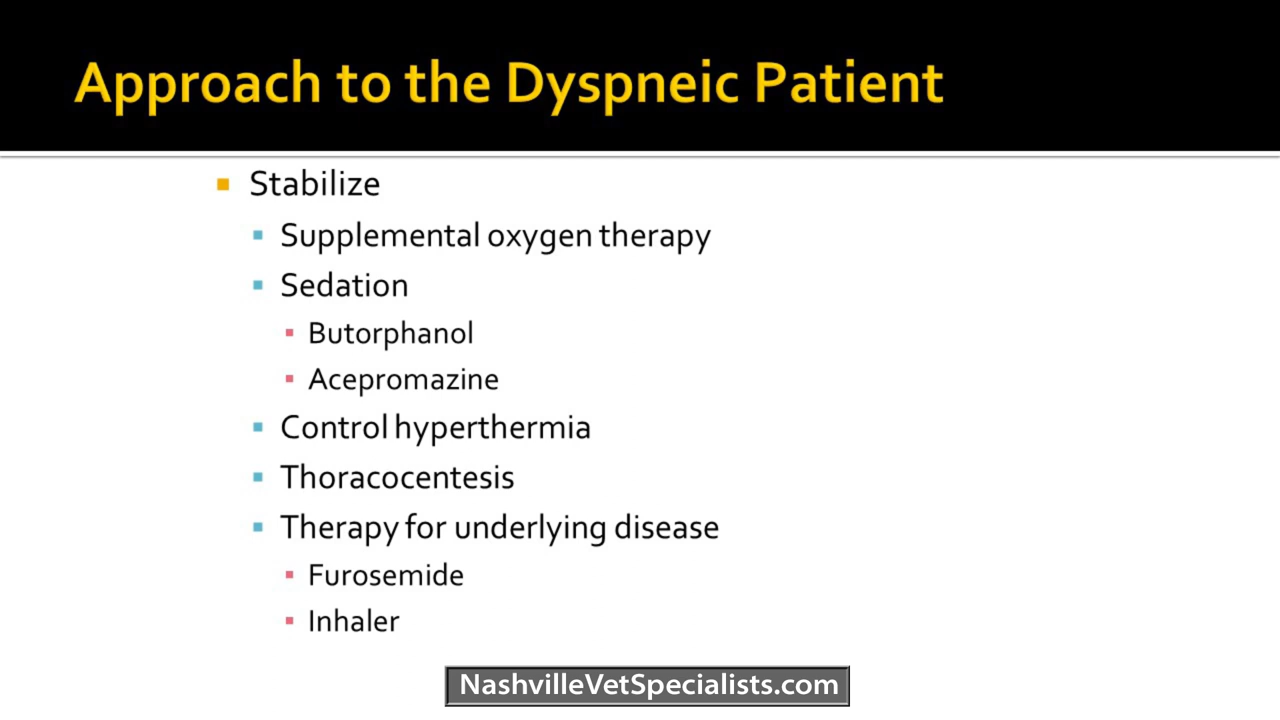 Approach to the Dyspneic Patient
Stabilize
Supplemental oxygen therapy
Sedation
Butorphanol
Acepromazine
Control hyperthermia
Thoracocentesis
Therapy for underlying disease
Furosemide
Inhaler
NashvilleVetSpecialists.com